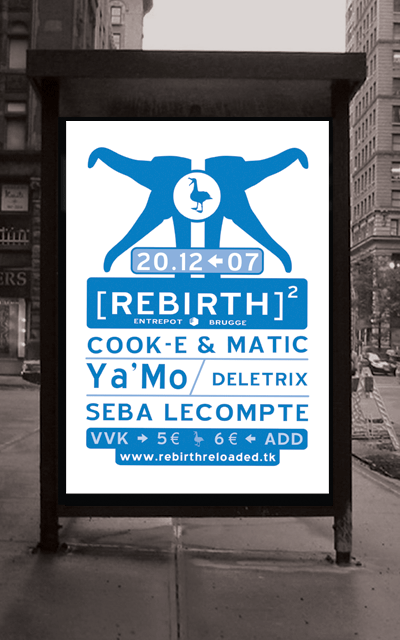 20.12 ← 07
[REBIRTH]²
ENTREPOT BRUGGE
COOK-E & MATIC
Ya'Mo / DELETRIX
SEBA LECOMPTE
VVK → 5€ 6€ ← ADD
www.rebirthreloaded.tk
ERS